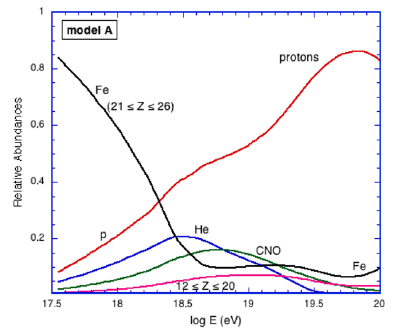 model A
1
0.8
0.6
0.4
0.2
Relative Abundances
protons
Fe
(21 ≤ Z ≤ 26)
p
He
CNO
Fe
12 ≤ Z ≤ 20
17.5 18 18.5 19 19.5 20
log E (eV)